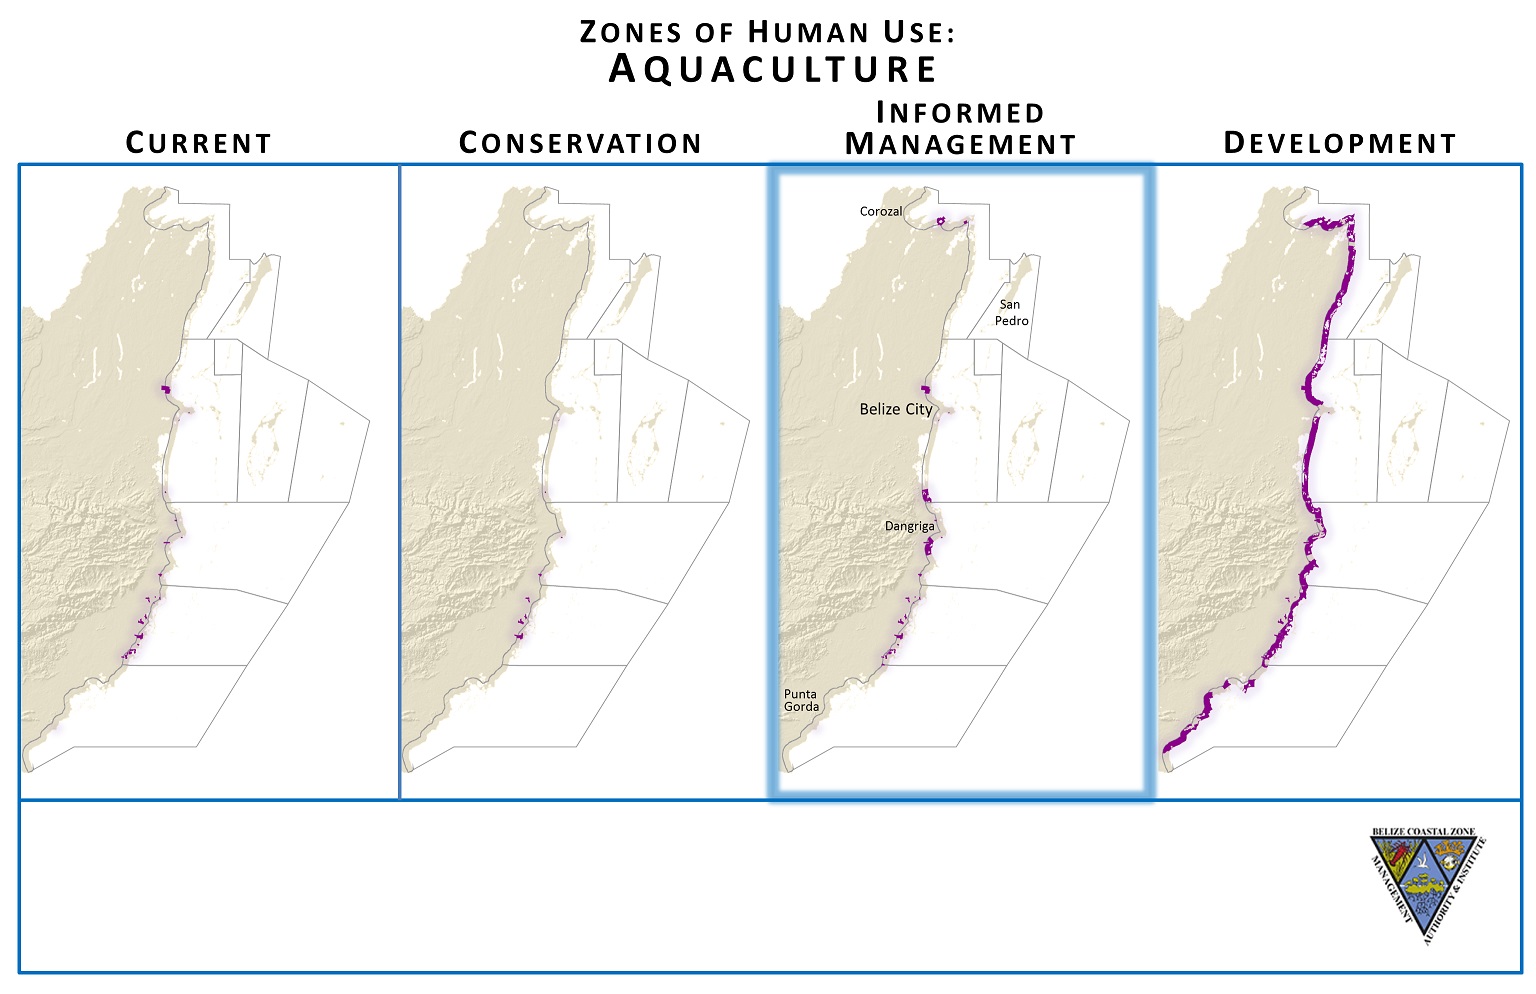 ZONES OF HUMAN USE:
AQUACULTURE
CURRENT
CONSERVATION
INFORMED
MANAGEMENT
DEVELOPMENT
Corozal
San
Pedro
Belize City
Dangriga
Punta
Gorda
BELIZE COASTAL ZONE
MANAGEMENT
AUTHORITY & INSTITUTE